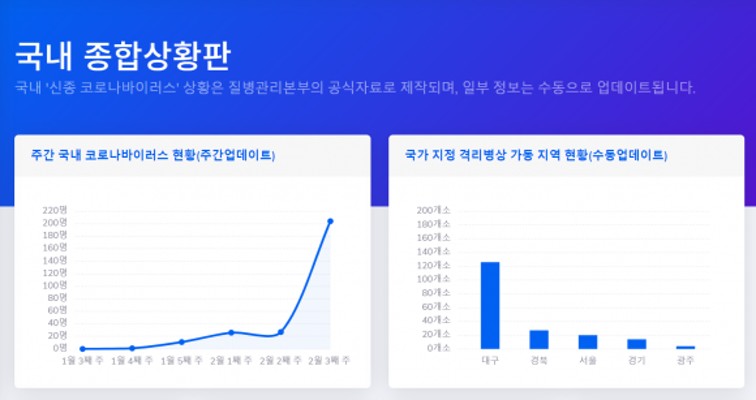 국내 종합상황판
국내 '신종 코로나바이러스' 상황은 질병관리본부의 공식자료로 제작되며, 일부 정보는 수동으로 업데이트됩니다.
주간 국내 코로나바이러스 현황(주간업데이트)
220명
200명
180명
160명
140명
120명
100명
80명
60명
40명
20명
0명
1월 3째 주 1월 4째 주 1월 5째 주 2월 1째 주 2월 2째 주 2월 3째 주
국가 지정 격리병상 가동 지역 현황(수동업데이트)
200개소
180개소
160개소
140개소
120개소
100개소
80개소
60개소
40개소
20개소
0개소
대구 경북 서울 경기 광주